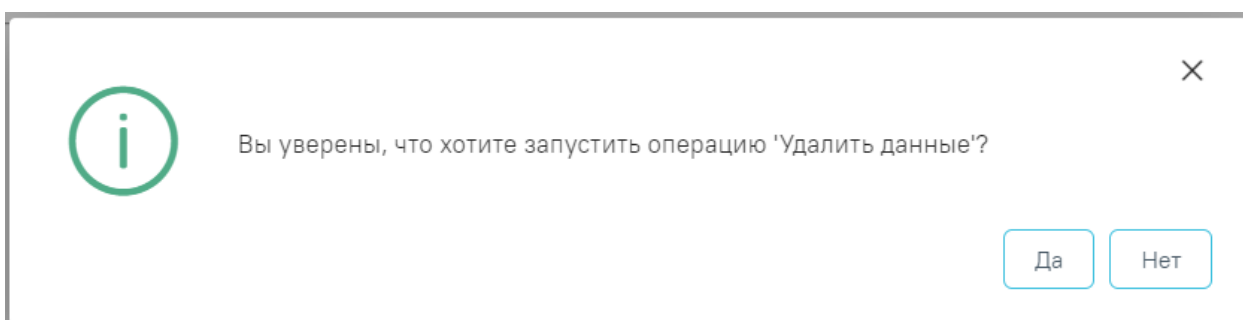 Вы уверены, что хотите запустить операцию 'Удалить данные'?
Да
Нет